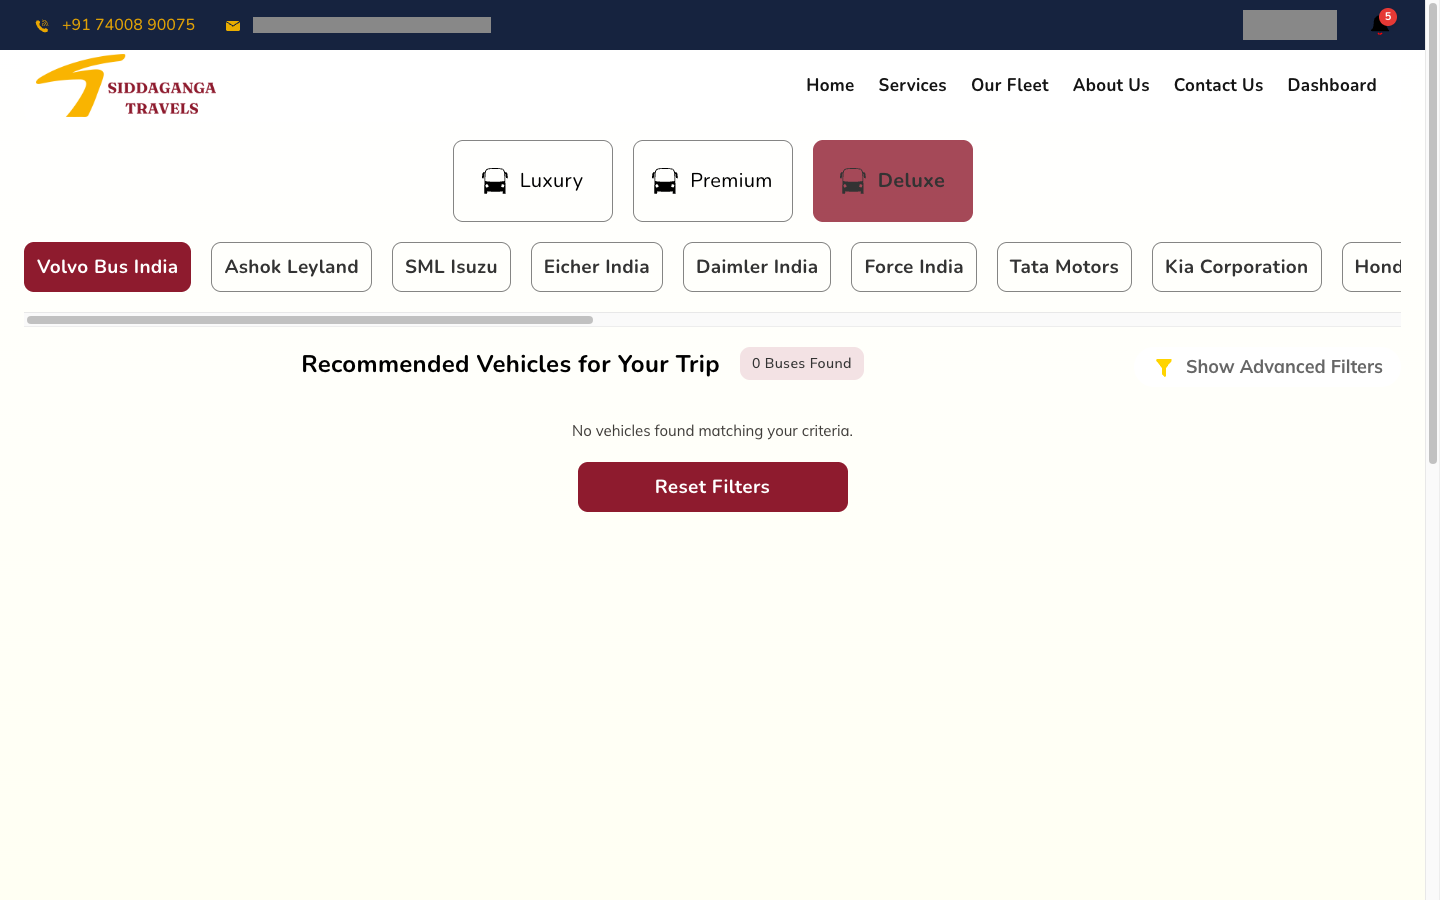 +91 74008 90075
5
SIDDAGANGA
TRAVELS
Home Services Our Fleet About Us Contact Us Dashboard
Luxury Premium Deluxe
Volvo Bus India Ashok Leyland SML Isuzu Eicher India Daimler India Force India Tata Motors Kia Corporation Hond
Recommended Vehicles for Your Trip 0 Buses Found Show Advanced Filters
No vehicles found matching your criteria.
Reset Filters